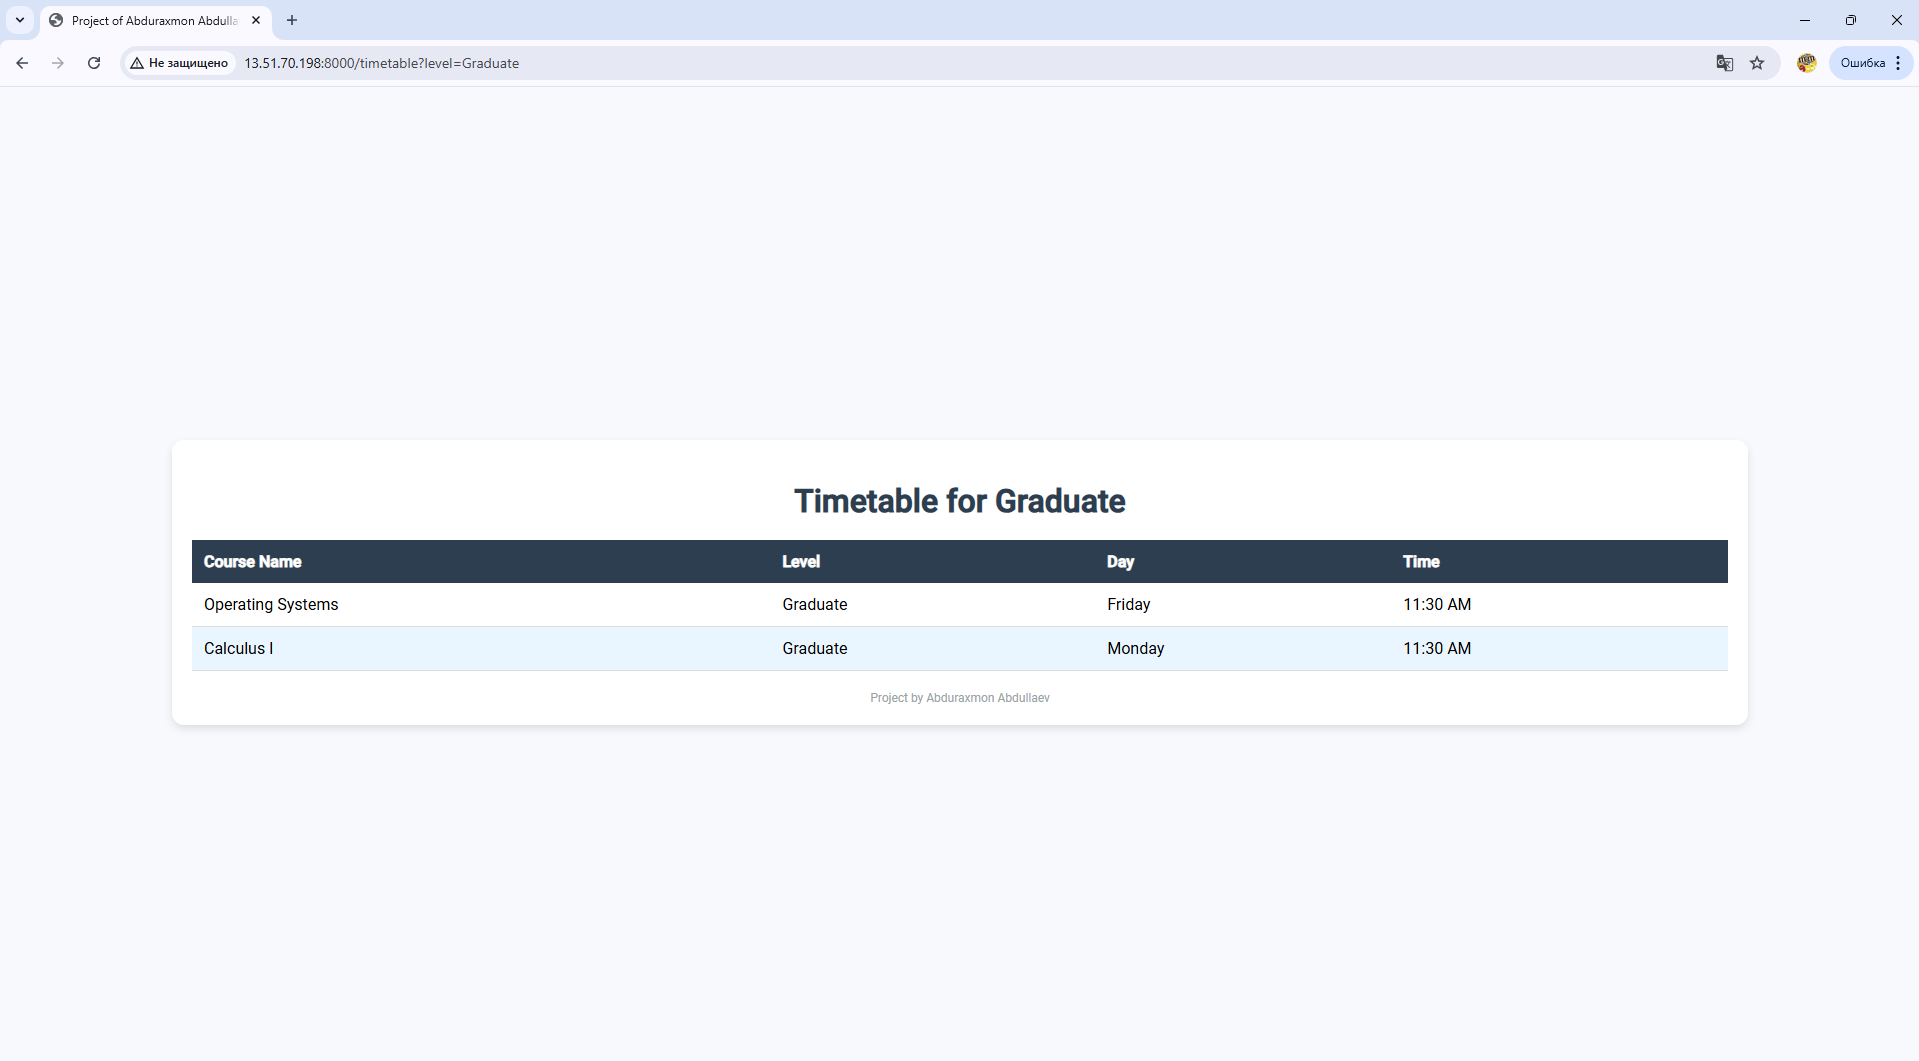 Project of Abduraxmon Abdulla
Не защищено
13.51.70.198:8000/timetable?level=Graduate
Ошибка
Timetable for Graduate
Course Name Level Day Time
Operating Systems Graduate Friday 11:30 AM
Calculus I Graduate Monday 11:30 AM
Project by Abduraxmon Abdullaev